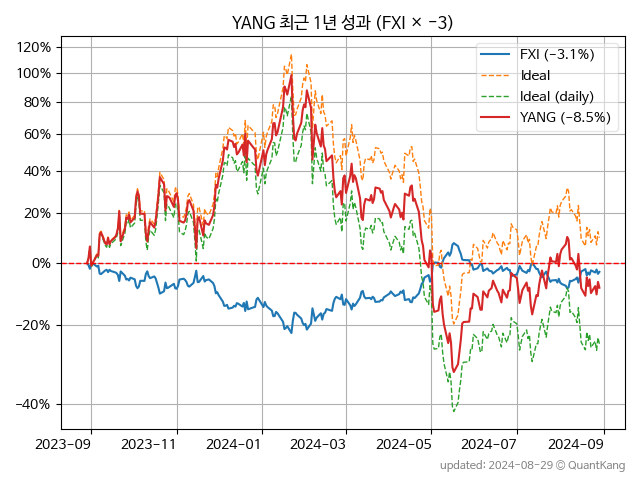 YANG 최근 1년 성과 (FXI × −3)
120%
100%
80%
60%
40%
20%
0%
−20%
−40%
FXI (−3.1%)
Ideal
Ideal (daily)
YANG (−8.5%)
2023−09
2023−11
2024−01
2024−03
2024−05
2024−07
2024−09
updated: 2024-08-29 © QuantKang